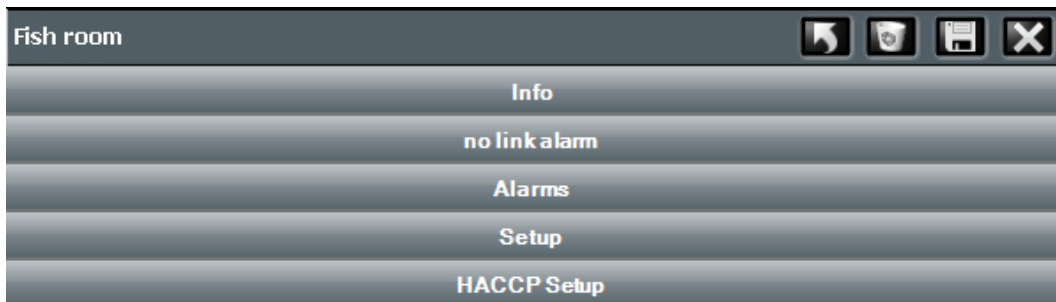 Fish room
Info
no link alarm
Alarms
Setup
HACCP Setup